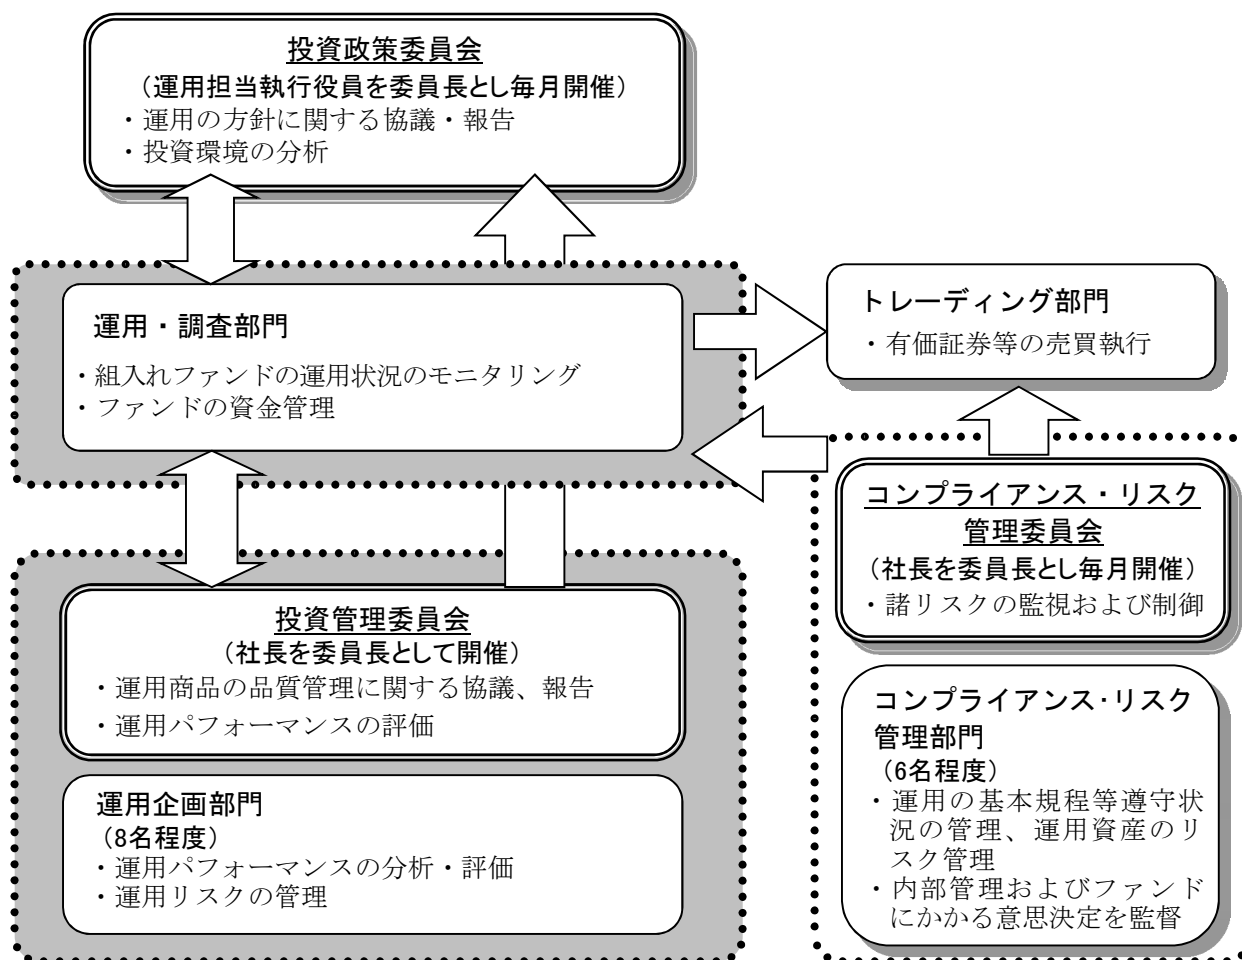 投資政策委員会
（運用担当執行役員を委員長とし毎月開催）
・運用の方針に関する協議・報告
・投資環境の分析
運用・調査部門
・組入れファンドの運用状況のモニタリング
・ファンドの資金管理
トレーディング部門
・有価証券等の売買執行
コンプライアンス・リスク
管理委員会
（社長を委員長とし毎月開催）
・諸リスクの監視および制御
投資管理委員会
（社長を委員長として開催）
・運用商品の品質管理に関する協議、報告
・運用パフォーマンスの評価
運用企画部門
（8名程度）
・運用パフォーマンスの分析・評価
・運用リスクの管理
コンプライアンス・リスク
管理部門
（6名程度）
・運用の基本規程等遵守状
況の管理、運用資産のリ
スク管理
・内部管理およびファンド
にかかる意思決定を監督